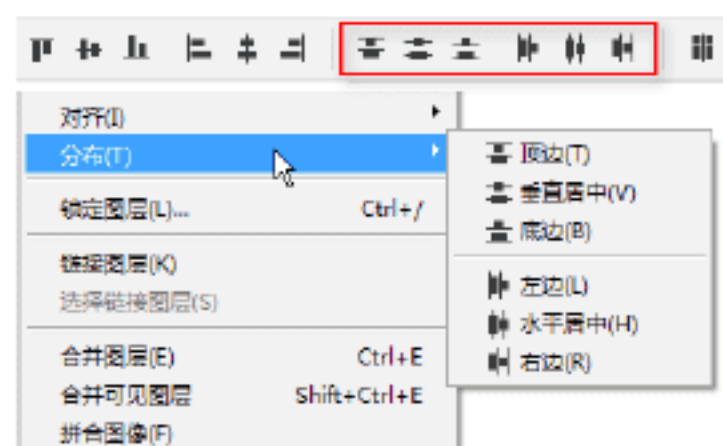 对齐(I)
分布(T)
锁定图层(L)...    Ctrl+/
链接图层(K)
选择链接图层(S)
合并图层(E)    Ctrl+E
合并可见图层    Shift+Ctrl+E
拼合图像(F)
顶边(T)
垂直居中(V)
底边(B)
左边(L)
水平居中(H)
右边(R)